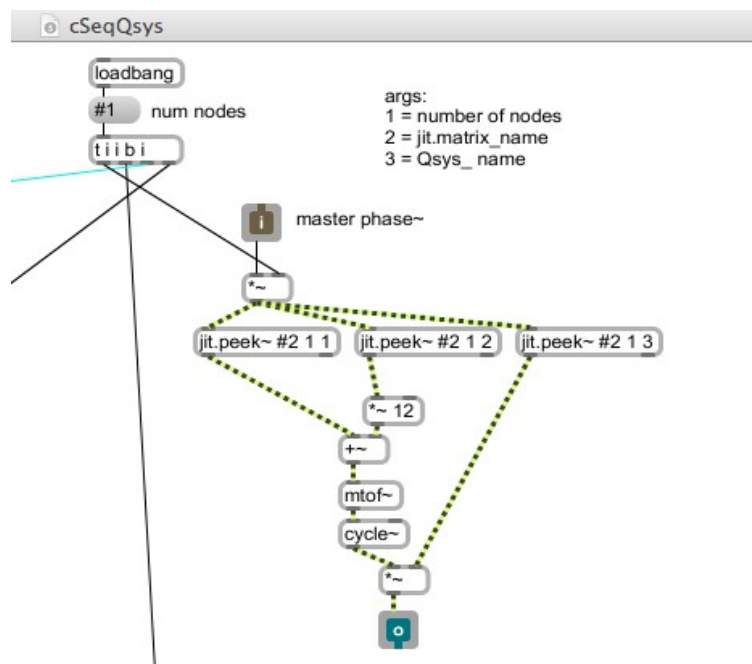 cSeqQsys
loadbang
#1 num nodes
t i i b i
args:
1 = number of nodes
2 = jit.matrix_name
3 = Qsys_ name
i
master phase~
*~
jit.peek~ #2 1 1
jit.peek~ #2 1 2
jit.peek~ #2 1 3
*~ 12
+~
mtof~
cycle~
*~
o